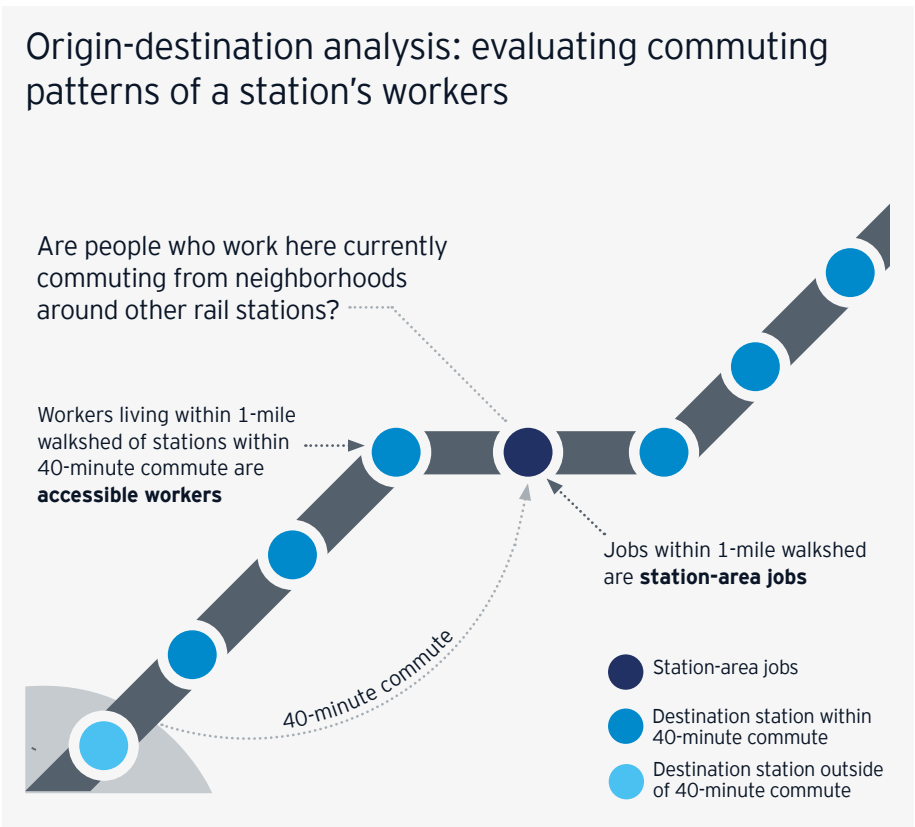 Origin-destination analysis: evaluating commuting
patterns of a station's workers
Are people who work here currently
commuting from neighborhoods
around other rail stations?
Workers living within 1-mile
walkshed of stations within
40-minute commute are
accessible workers
Jobs within 1-mile walkshed
are station-area jobs
40-minute commute
Station-area jobs
Destination station within
40-minute commute
Destination station outside
of 40-minute commute